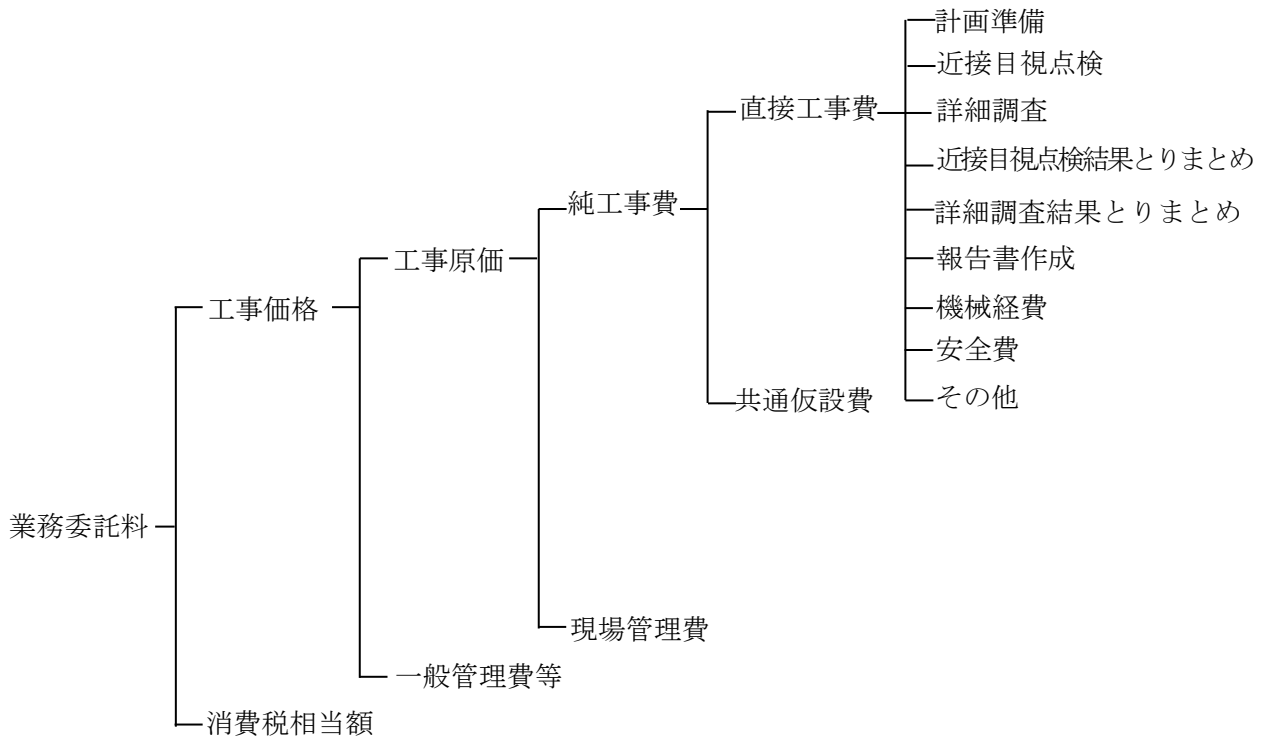 計画準備
近接目視点検
直接工事費
詳細調査
近接目視点検結果とりまとめ
純工事費
詳細調査結果とりまとめ
工事原価
報告書作成
工事価格
機械経費
安全費
共通仮設費
その他
業務委託料
現場管理費
一般管理費等
消費税相当額